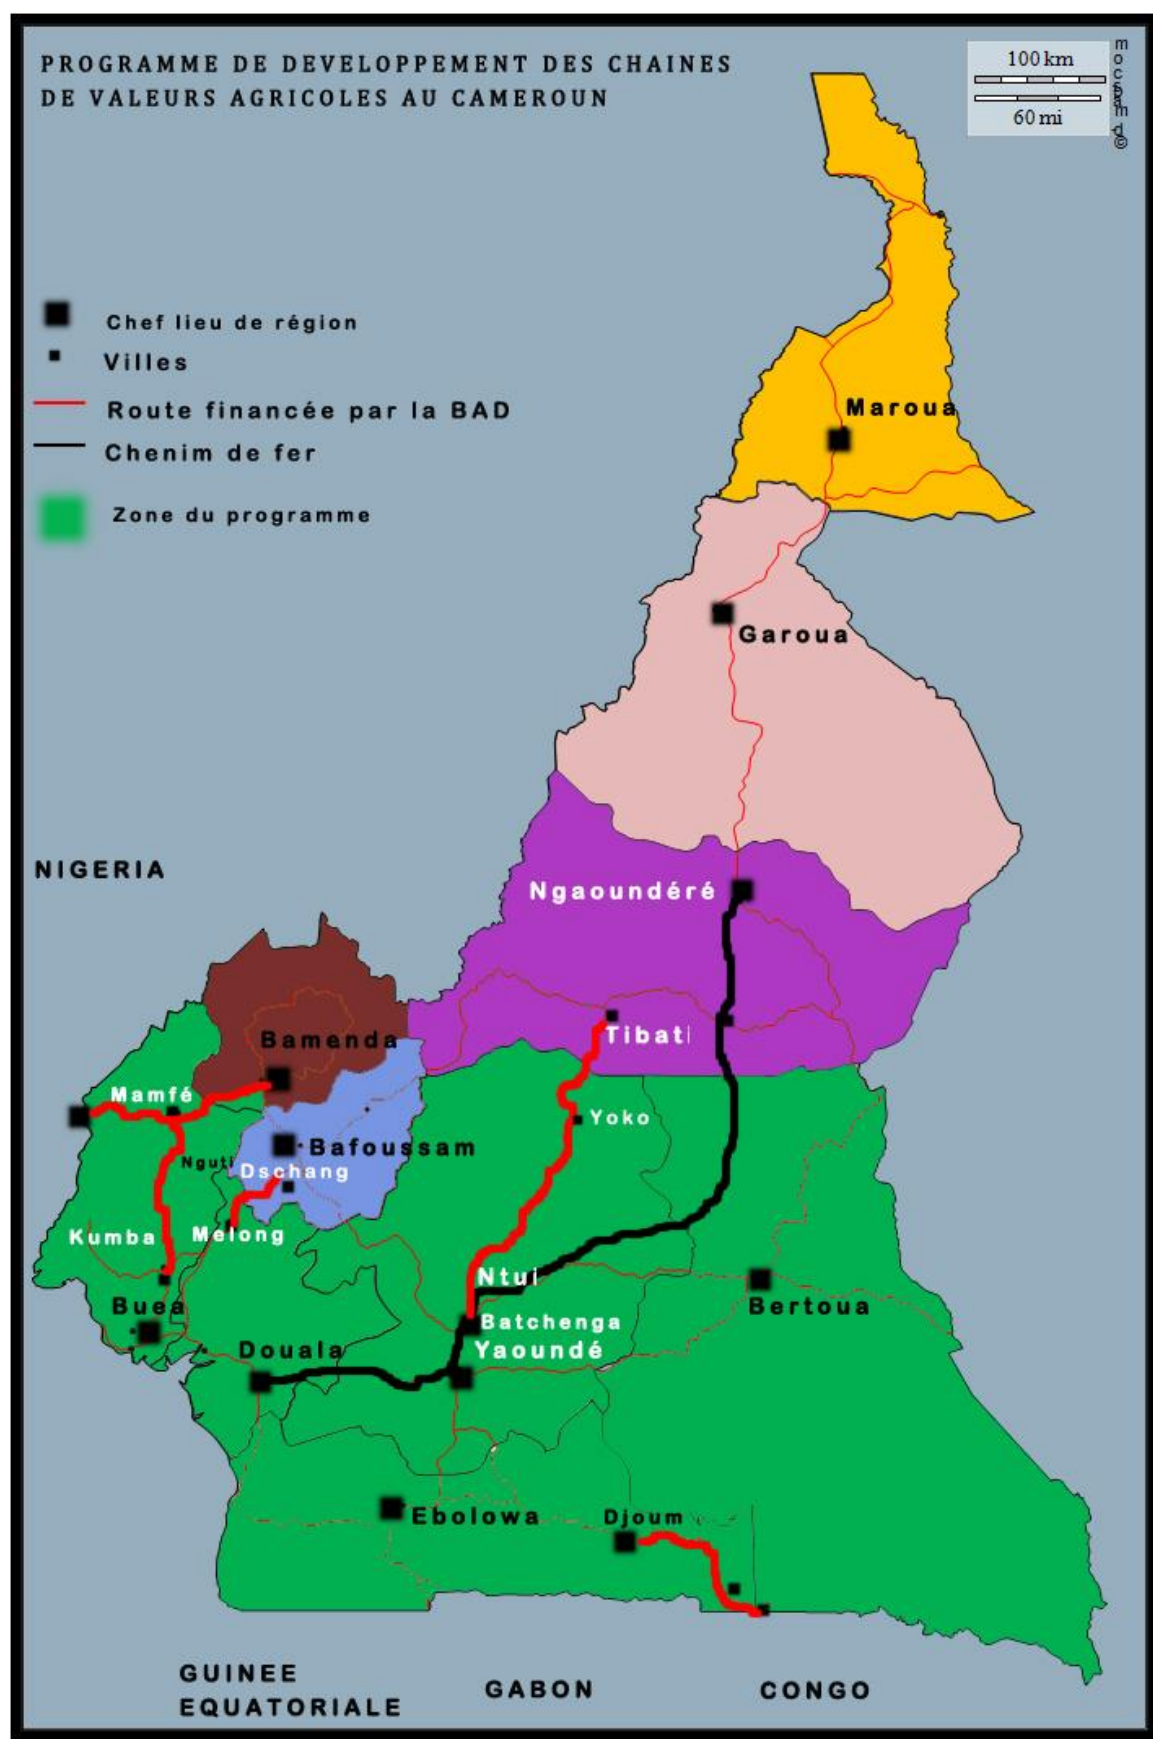 PROGRAMME DE DEVELOPPEMENT DES CHAINES
DE VALEURS AGRICOLES AU CAMEROUN
100 km
60 mi
Chef lieu de région
Villes
Route financée par la BAD
Chenim de fer
Zone du programme
Maroua
Garoua
NIGERIA
Ngaoundéré
Bamenda
Tibati
Mamfé
Yoko
Bafoussam
Nguti
Dschang
Kumba
Melong
Ntui
Buea
Bertoua
Batchenga
Douala
Yaoundé
Ebolowa
Djoum
GUINEE
EQUATORIALE
GABON
CONGO